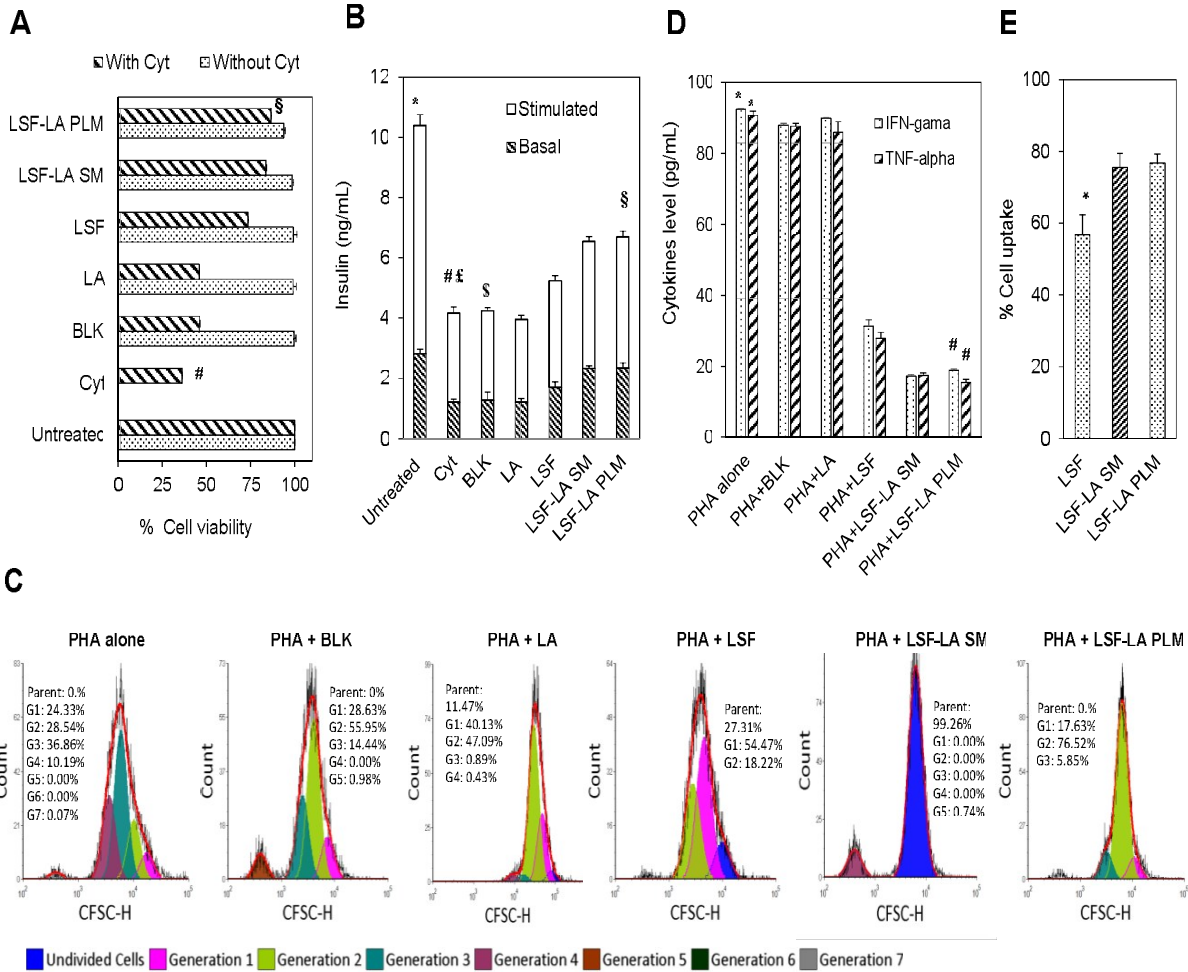 A
With Cyt Without Cyt
LSF-LA PLM
§
LSF-LA SM
LSF
LA
BLK
Cyt
#
Untreated
0 25 50 75 100
% Cell viability
B
Insulin (ng/mL)
12
10
8
6
4
2
0
Stimulated
Basal
*
#£
$
§
Untreated
Cyt
BLK
LA
LSF
LSF-LA SM
LSF-LA PLM
D
Cytokines level (pg/mL)
100
80
60
40
20
0
IFN-gama
TNF-alpha
*
*
#
#
PHA alone
PHA+BLK
PHA+LA
PHA+LSF
PHA+LSF-LA SM
PHA+LSF-LA PLM
E
% Cell uptake
100
80
60
40
20
0
*
LSF
LSF-LA SM
LSF-LA PLM
C
PHA alone
Parent: 0.%
G1: 24.33%
G2: 28.54%
G3: 36.86%
G4: 10.19%
G5: 0.00%
G6: 0.00%
G7: 0.07%
Count
CFSC-H
PHA + BLK
Parent: 0%
G1: 28.63%
G2: 55.95%
G3: 14.44%
G4: 0.00%
G5: 0.98%
Count
CFSC-H
PHA + LA
Parent:
11.47%
G1: 40.13%
G2: 47.09%
G3: 0.89%
G4: 0.43%
Count
CFSC-H
PHA + LSF
Parent:
27.31%
G1: 54.47%
G2: 18.22%
Count
CFSC-H
PHA + LSF-LA SM
Parent:
99.26%
G1: 0.00%
G2: 0.00%
G3: 0.00%
G4: 0.00%
G5: 0.74%
Count
CFSC-H
PHA + LSF-LA PLM
Parent: 0.%
G1: 17.63%
G2: 76.52%
G3: 5.85%
Count
CFSC-H
Undivided Cells Generation 1 Generation 2 Generation 3 Generation 4 Generation 5 Generation 6 Generation 7